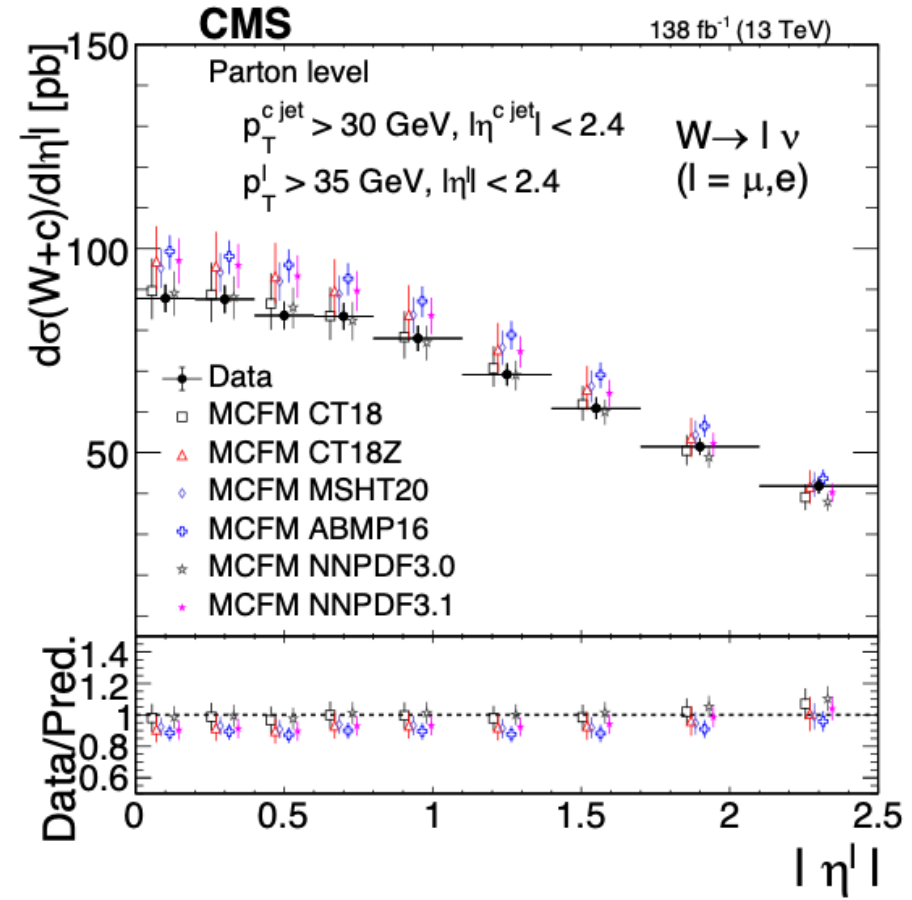 CMS
138 fb⁻¹ (13 TeV)
dσ(W+c)/d|ηˡ| [pb]
150
100
50
Parton level
p_T^{c jet} > 30 GeV, |η^{c jet}| < 2.4
p_T^l > 35 GeV, |η^l| < 2.4
W→ l ν
(l = μ,e)
Data
MCFM CT18
MCFM CT18Z
MCFM MSHT20
MCFM ABMP16
MCFM NNPDF3.0
MCFM NNPDF3.1
Data/Pred.
1.4
1.2
1
0.8
0.6
0 0.5 1 1.5 2 2.5
| ηˡ |